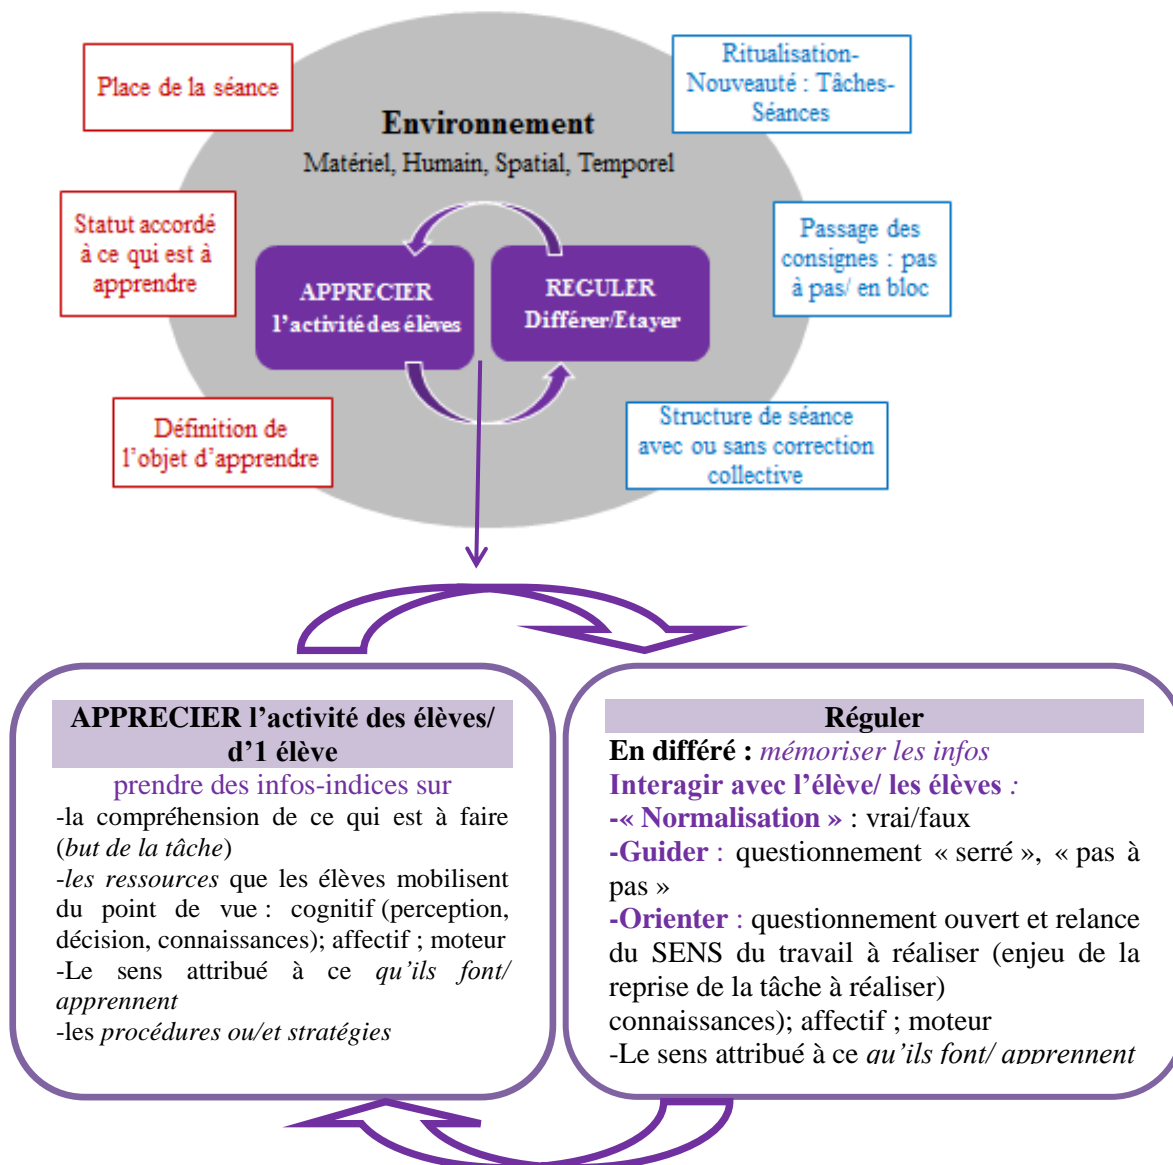 Place de la séance
Ritualisation-
Nouveauté : Tâches-
Séances
Environnement
Matériel, Humain, Spatial, Temporel
Statut accordé
à ce qui est à
apprendre
Passage des
consignes : pas
à pas/ en bloc
APPRECIER
l’activité des élèves
REGULER
Différer/Etayer
Définition de
l’objet d’apprendre
Structure de séance
avec ou sans correction
collective
APPRECIER l’activité des élèves/
d’1 élève
prendre des infos-indices sur
-la compréhension de ce qui est à faire
(but de la tâche)
-les ressources que les élèves mobilisent
du point de vue : cognitif (perception,
décision, connaissances); affectif ; moteur
-Le sens attribué à ce qu’ils font/
apprennent
-les procédures ou/et stratégies
Réguler
En différé : mémoriser les infos
Interagir avec l’élève/ les élèves :
-« Normalisation » : vrai/faux
-Guider : questionnement « serré », « pas à
pas »
-Orienter : questionnement ouvert et relance
du SENS du travail à réaliser (enjeu de la
reprise de la tâche à réaliser)
connaissances); affectif ; moteur
-Le sens attribué à ce qu’ils font/ apprennent